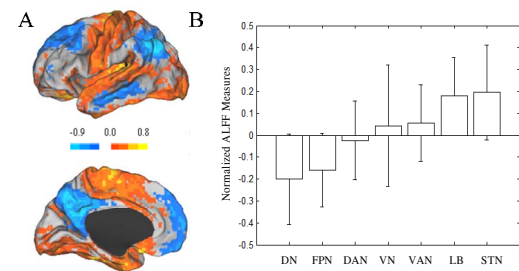 A
B
-0.9 0.0 0.8
Normalized ALFF Measures
0.5
0.4
0.3
0.2
0.1
0
-0.1
-0.2
-0.3
-0.4
-0.5
DN FPN DAN VN VAN LB STN